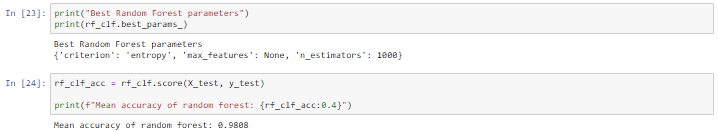 In [23]: print("Best Random Forest parameters")
print(rf_clf.best_params_)
Best Random Forest parameters
{'criterion': 'entropy', 'max_features': None, 'n_estimators': 1000}
In [24]: rf_clf_acc = rf_clf.score(X_test, y_test)
print(f"Mean accuracy of random forest: {rf_clf_acc:0.4}")
Mean accuracy of random forest: 0.9808